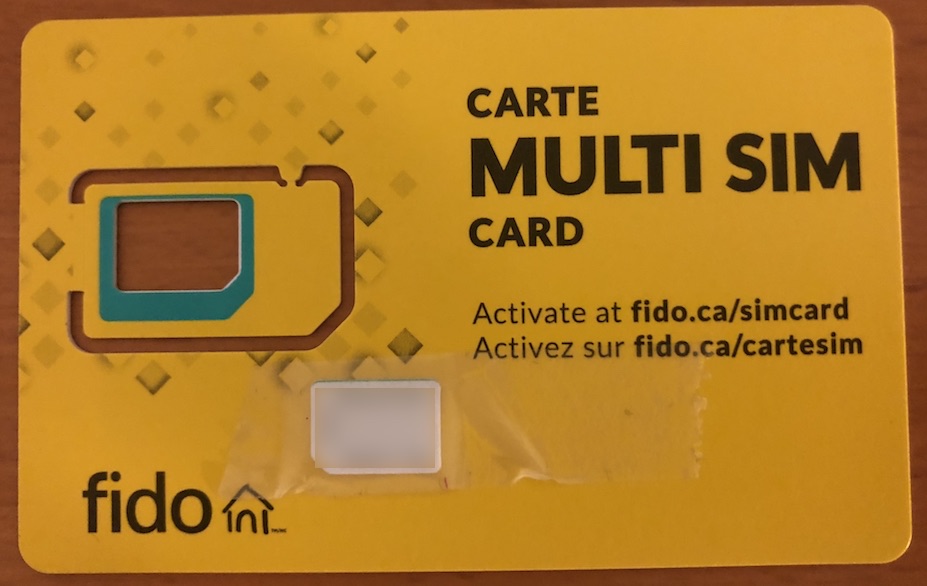 CARTE
MULTI SIM
CARD
Activate at fido.ca/simcard
Activez sur fido.ca/cartesim
fido